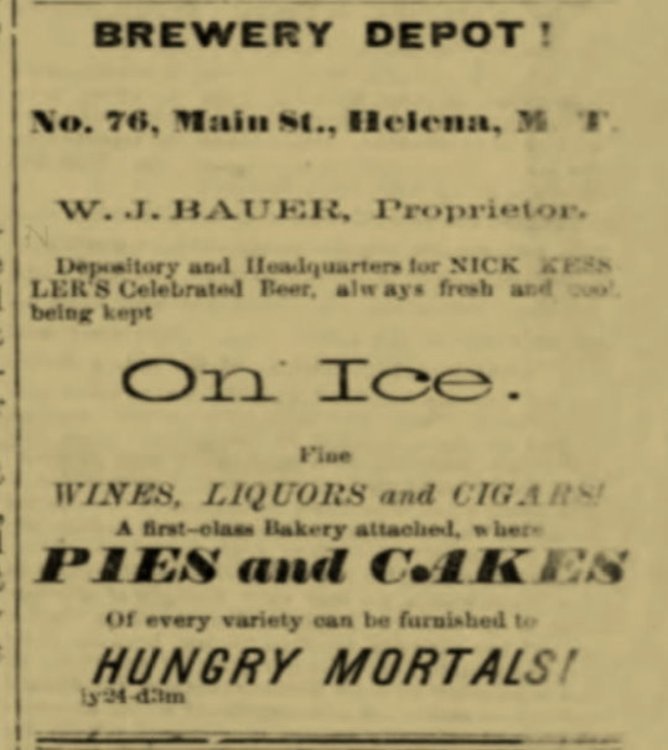 BREWERY DEPOT!
No. 76, Main St., Helena, M. T.
W. J. BAUER, Proprietor.
Depository and Headquarters for NICK KESS
LER'S Celebrated Beer, always fresh and cool,
being kept
On Ice.
Fine
WINES, LIQUORS and CIGARS!
A first-class Bakery attached, where
PIES and CAKES
Of every variety can be furnished to
HUNGRY MORTALS!
jy24-d3m